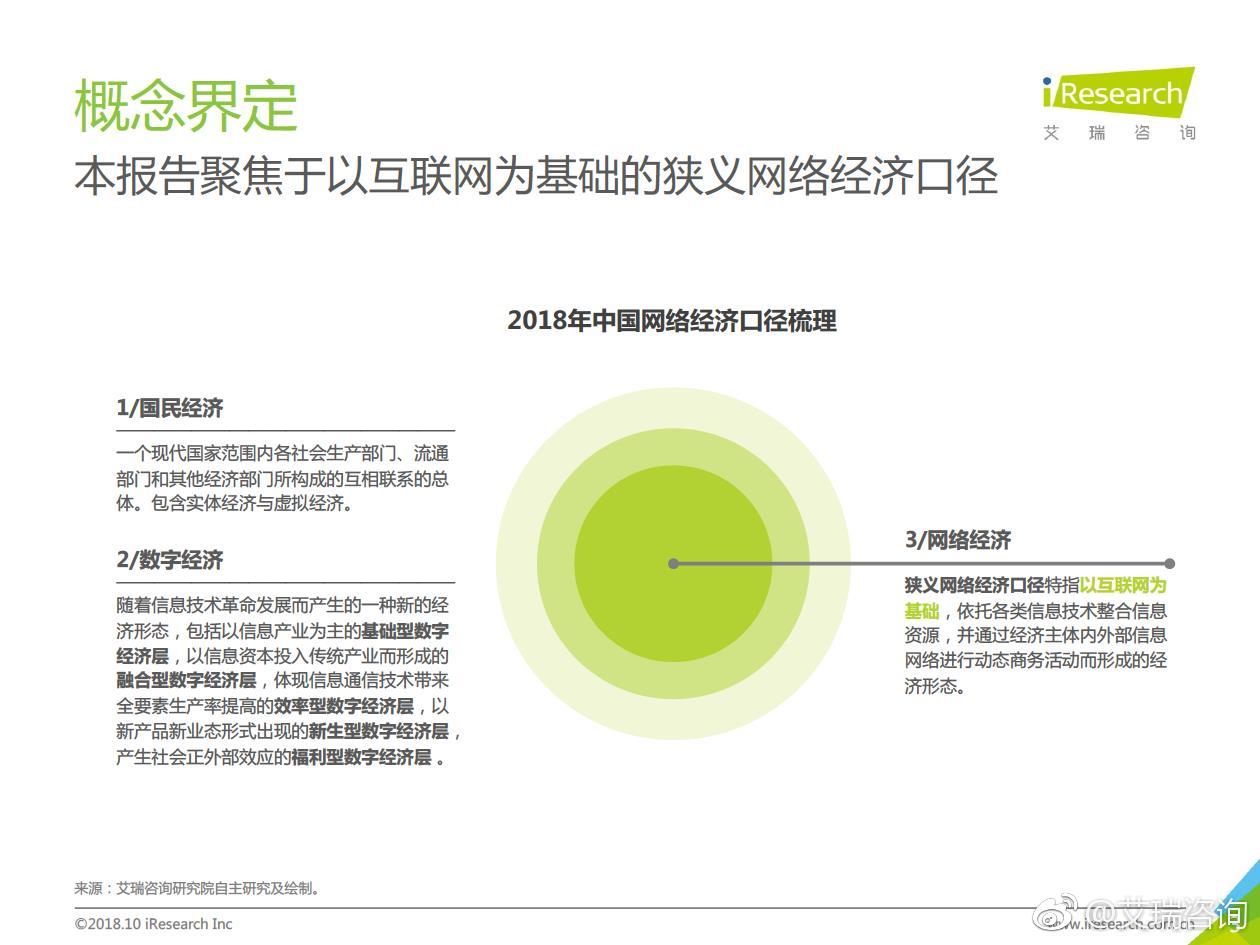 概念界定
iResearch
艾瑞咨询
本报告聚焦于以互联网为基础的狭义网络经济口径
2018年中国网络经济口径梳理
1/国民经济
一个现代国家范围内各社会生产部门、流通
部门和其他经济部门所构成的互相联系的总
体。包含实体经济与虚拟经济。
2/数字经济
随着信息技术革命发展而产生的一种新的经
济形态，包括以信息产业为主的基础型数字
经济层，以信息资本投入传统产业而形成的
融合型数字经济层，体现信息通信技术带来
全要素生产率提高的效率型数字经济层，以
新产品新业态形式出现的新生型数字经济层，
产生社会正外部效应的福利型数字经济层 。
3/网络经济
狭义网络经济口径特指以互联网为
基础，依托各类信息技术整合信息
资源，并通过经济主体内外部信息
网络进行动态商务活动而形成的经
济形态。
来源：艾瑞咨询研究院自主研究及绘制。
©2018.10 iResearch Inc
www.iresearch.com.cn
@艾瑞咨询